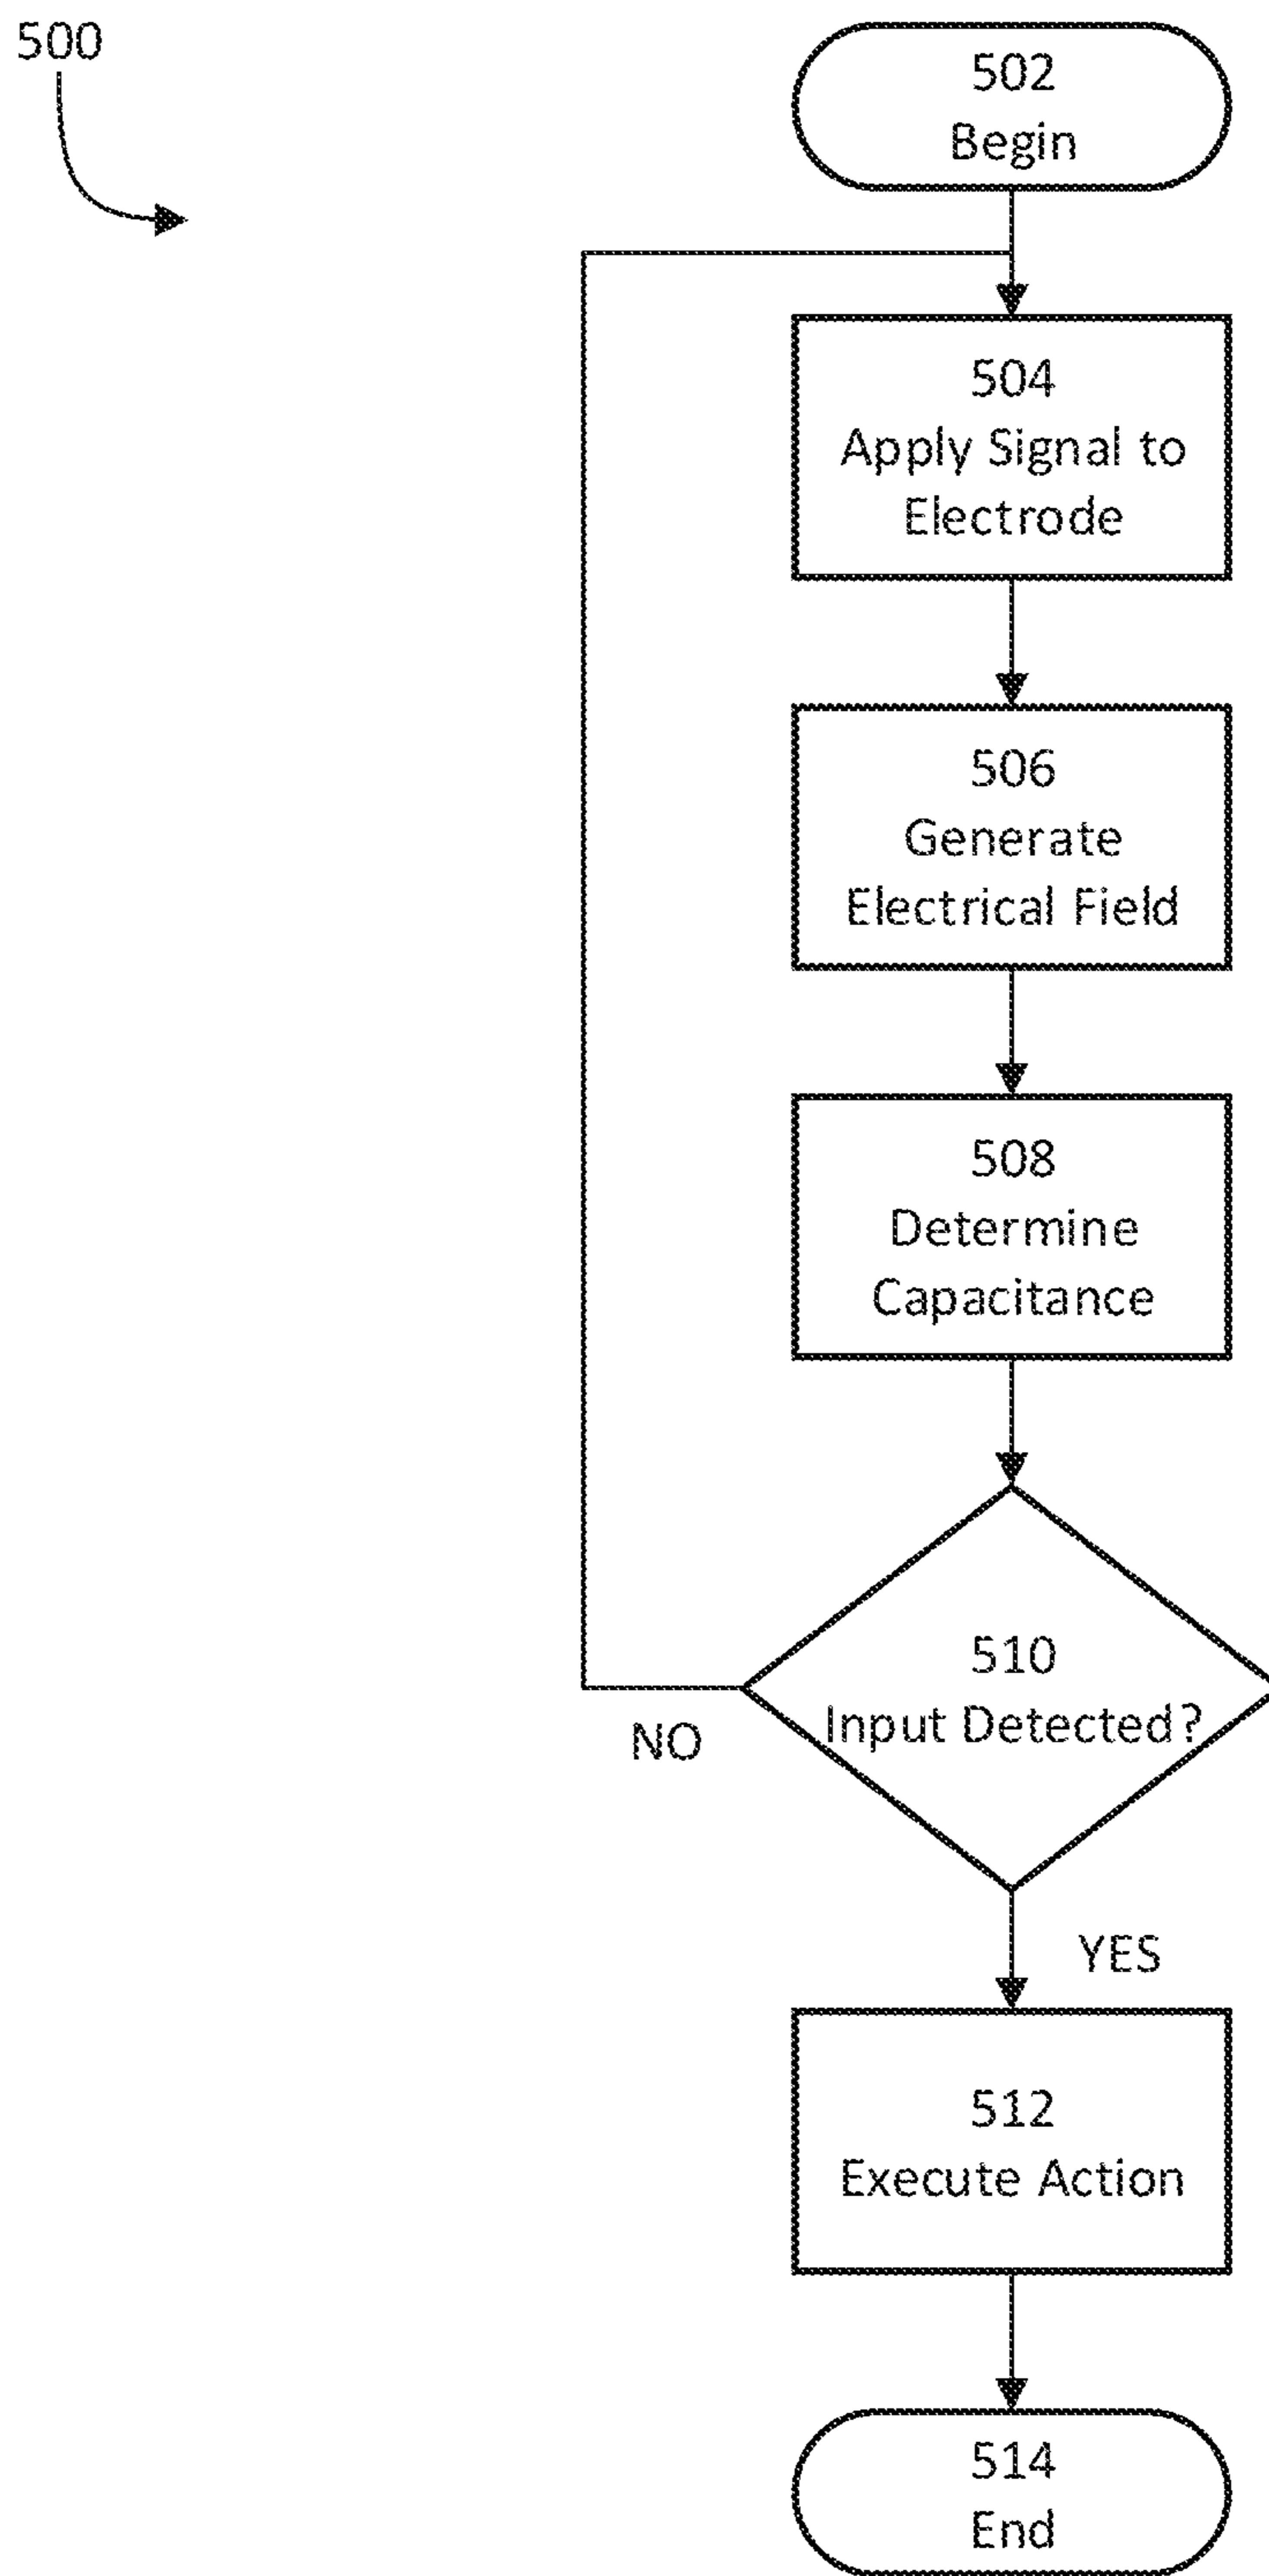 500
502
Begin
504
Apply Signal to
Electrode
506
Generate
Electrical Field
508
Determine
Capacitance
510
Input Detected?
NO
YES
512
Execute Action
514
End